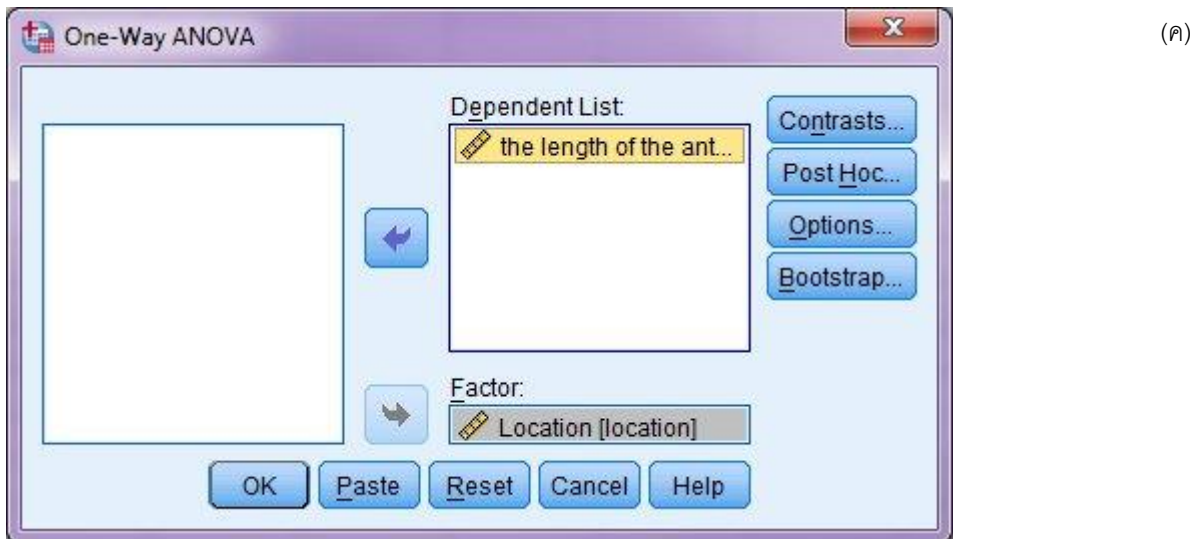 One-Way ANOVA
(ค)
Dependent List:
the length of the ant...
Contrasts...
Post Hoc...
Options...
Bootstrap...
Factor:
Location [location]
OK Paste Reset Cancel Help